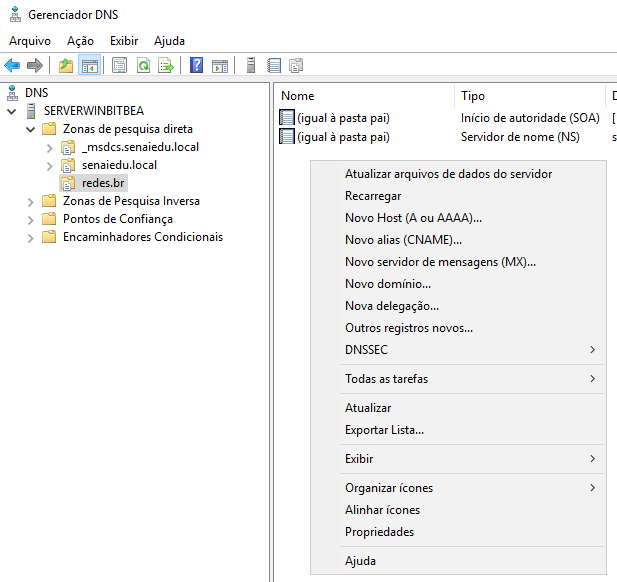 Gerenciador DNS
Arquivo Ação Exibir Ajuda
DNS
SERVERWINBITBEA
Zonas de pesquisa direta
_msdcs.senaiedu.local
senaiedu.local
redes.br
Zonas de Pesquisa Inversa
Pontos de Confiança
Encaminhadores Condicionais
Nome Tipo D
(igual à pasta pai) Início de autoridade (SOA) [
(igual à pasta pai) Servidor de nome (NS) s
Atualizar arquivos de dados do servidor
Recarregar
Novo Host (A ou AAAA)...
Novo alias (CNAME)...
Novo servidor de mensagens (MX)...
Novo domínio...
Nova delegação...
Outros registros novos...
DNSSEC
Todas as tarefas
Atualizar
Exportar Lista...
Exibir
Organizar ícones
Alinhar ícones
Propriedades
Ajuda